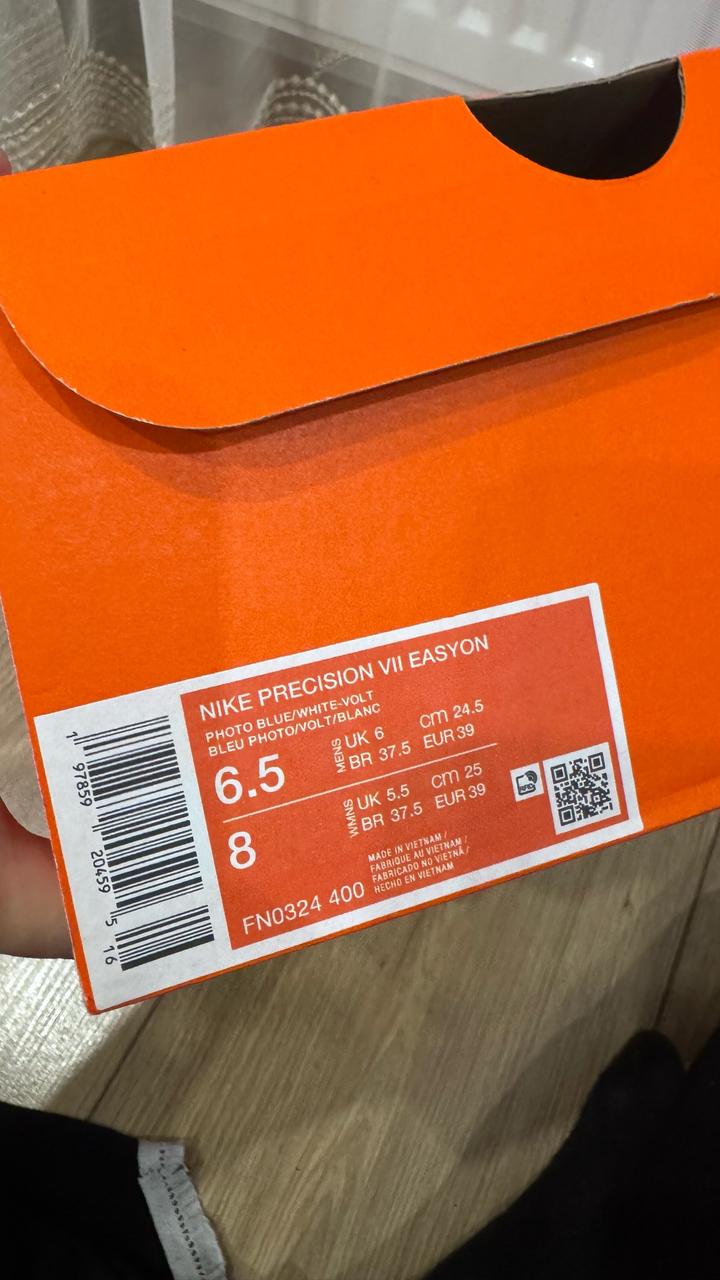 NIKE PRECISION VII EASYON
PHOTO BLUE/WHITE-VOLT
BLEU PHOTO/VOLT/BLANC
6.5
MENS
UK 6 cm 24.5
BR 37.5 EUR 39
8
WMNS
UK 5.5 cm 25
BR 37.5 EUR 39
FN0324 400
MADE IN VIETNAM /
FABRIQUE AU VIETNAM /
FABRICADO NO VIETNÃ /
HECHO EN VIETNAM
1 97859 20459 5 16